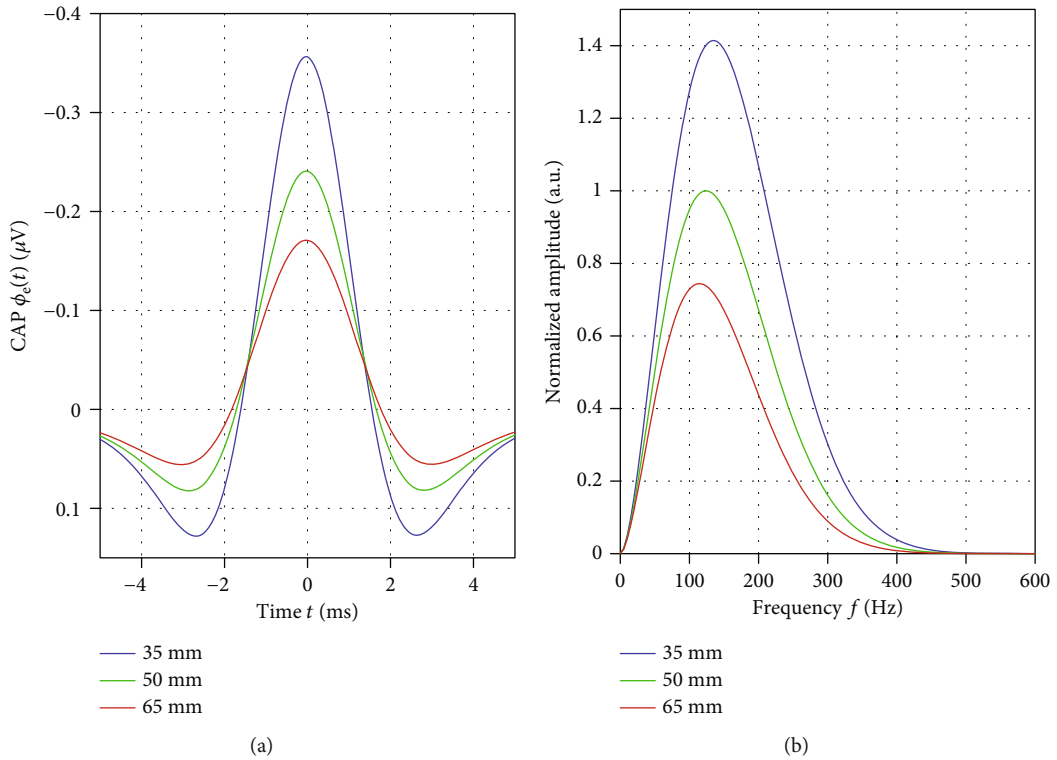 −0.4
−0.3
−0.2
−0.1
0
0.1
CAP ϕe(t) (μV)
−4
−2
0
2
4
Time t (ms)
35 mm
50 mm
65 mm
(a)
1.4
1.2
1
0.8
0.6
0.4
0.2
0
Normalized amplitude (a.u.)
0
100
200
300
400
500
600
Frequency f (Hz)
35 mm
50 mm
65 mm
(b)